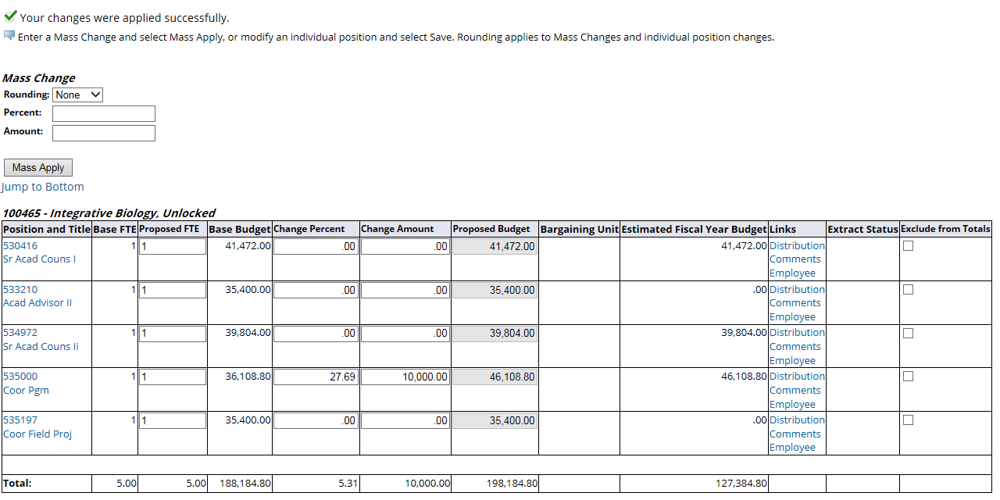 Your changes were applied successfully.
Enter a Mass Change and select Mass Apply, or modify an individual position and select Save. Rounding applies to Mass Changes and individual position changes.
Mass Change
Rounding: None
Percent:
Amount:
Mass Apply
Jump to Bottom
100465 - Integrative Biology, Unlocked
Position and Title Base FTE Proposed FTE Base Budget Change Percent Change Amount Proposed Budget Bargaining Unit Estimated Fiscal Year Budget Links Extract Status Exclude from Totals
530416 1 1 41,472.00 .00 .00 41,472.00 41,472.00 Distribution
Sr Acad Couns I Comments
Employee
533210 1 1 35,400.00 .00 .00 35,400.00 .00 Distribution
Acad Advisor II Comments
Employee
534972 1 1 39,804.00 .00 .00 39,804.00 39,804.00 Distribution
Sr Acad Couns Ii Comments
Employee
535000 1 1 36,108.80 27.69 10,000.00 46,108.80 46,108.80 Distribution
Coor Pgm Comments
Employee
535197 1 1 35,400.00 .00 .00 35,400.00 .00 Distribution
Coor Field Proj Comments
Employee
Total: 5.00 5.00 188,184.80 5.31 10,000.00 198,184.80 127,384.80